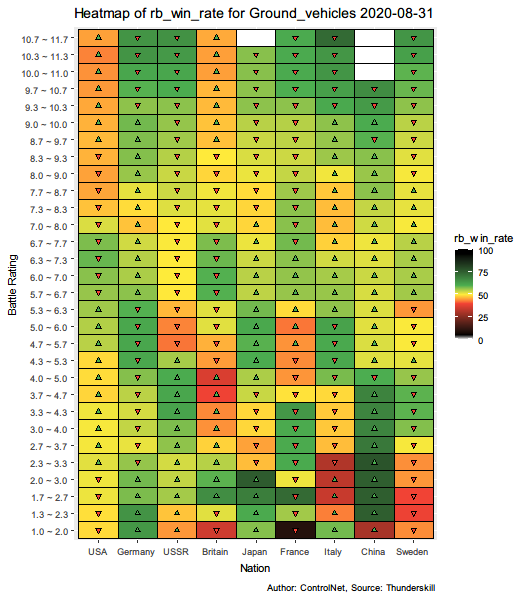 Heatmap of rb_win_rate for Ground_vehicles 2020-08-31
Battle Rating
10.7 ~ 11.7
10.3 ~ 11.3
10.0 ~ 11.0
9.7 ~ 10.7
9.3 ~ 10.3
9.0 ~ 10.0
8.7 ~ 9.7
8.3 ~ 9.3
8.0 ~ 9.0
7.7 ~ 8.7
7.3 ~ 8.3
7.0 ~ 8.0
6.7 ~ 7.7
6.3 ~ 7.3
6.0 ~ 7.0
5.7 ~ 6.7
5.3 ~ 6.3
5.0 ~ 6.0
4.7 ~ 5.7
4.3 ~ 5.3
4.0 ~ 5.0
3.7 ~ 4.7
3.3 ~ 4.3
3.0 ~ 4.0
2.7 ~ 3.7
2.3 ~ 3.3
2.0 ~ 3.0
1.7 ~ 2.7
1.3 ~ 2.3
1.0 ~ 2.0
USA Germany USSR Britain Japan France Italy China Sweden
Nation
rb_win_rate
100
75
50
25
0
Author: ControlNet, Source: Thunderskill